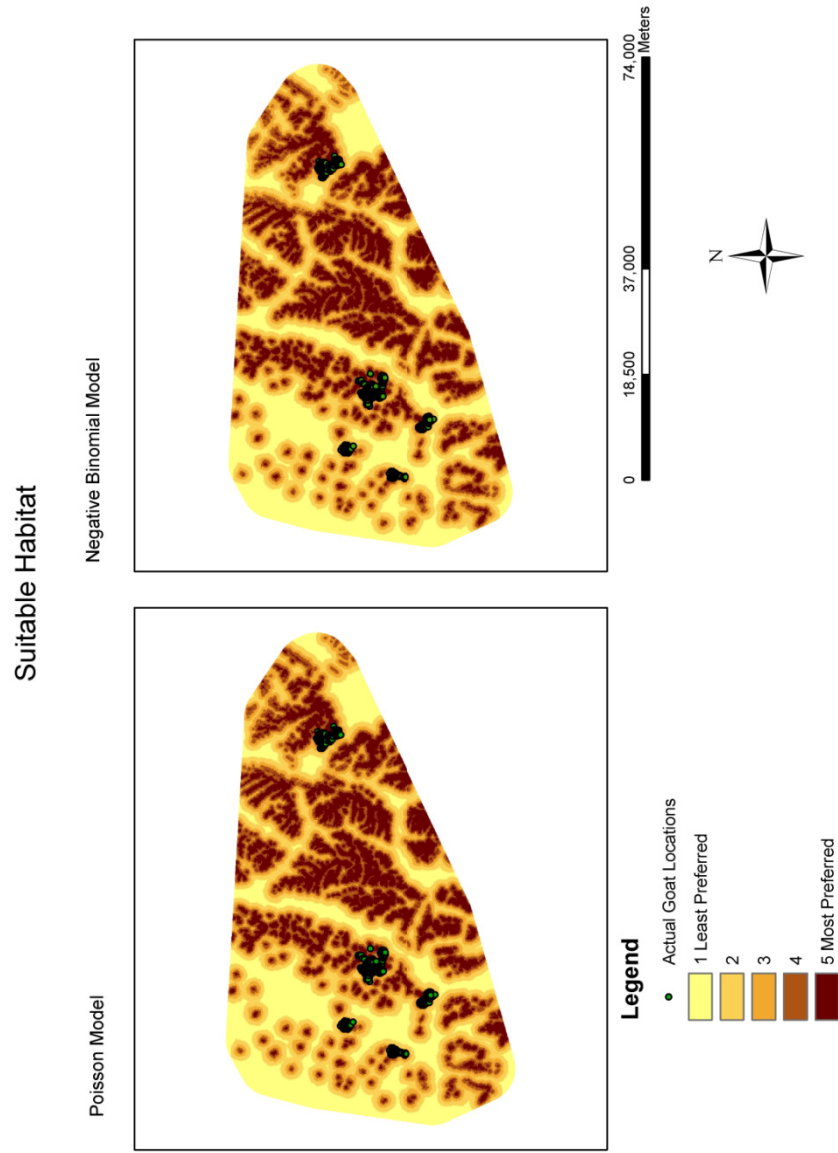 Suitable Habitat
Poisson Model
Negative Binomial Model
Legend
Actual Goat Locations
1 Least Preferred
2
3
4
5 Most Preferred
0 18,500 37,000 74,000
Meters
N